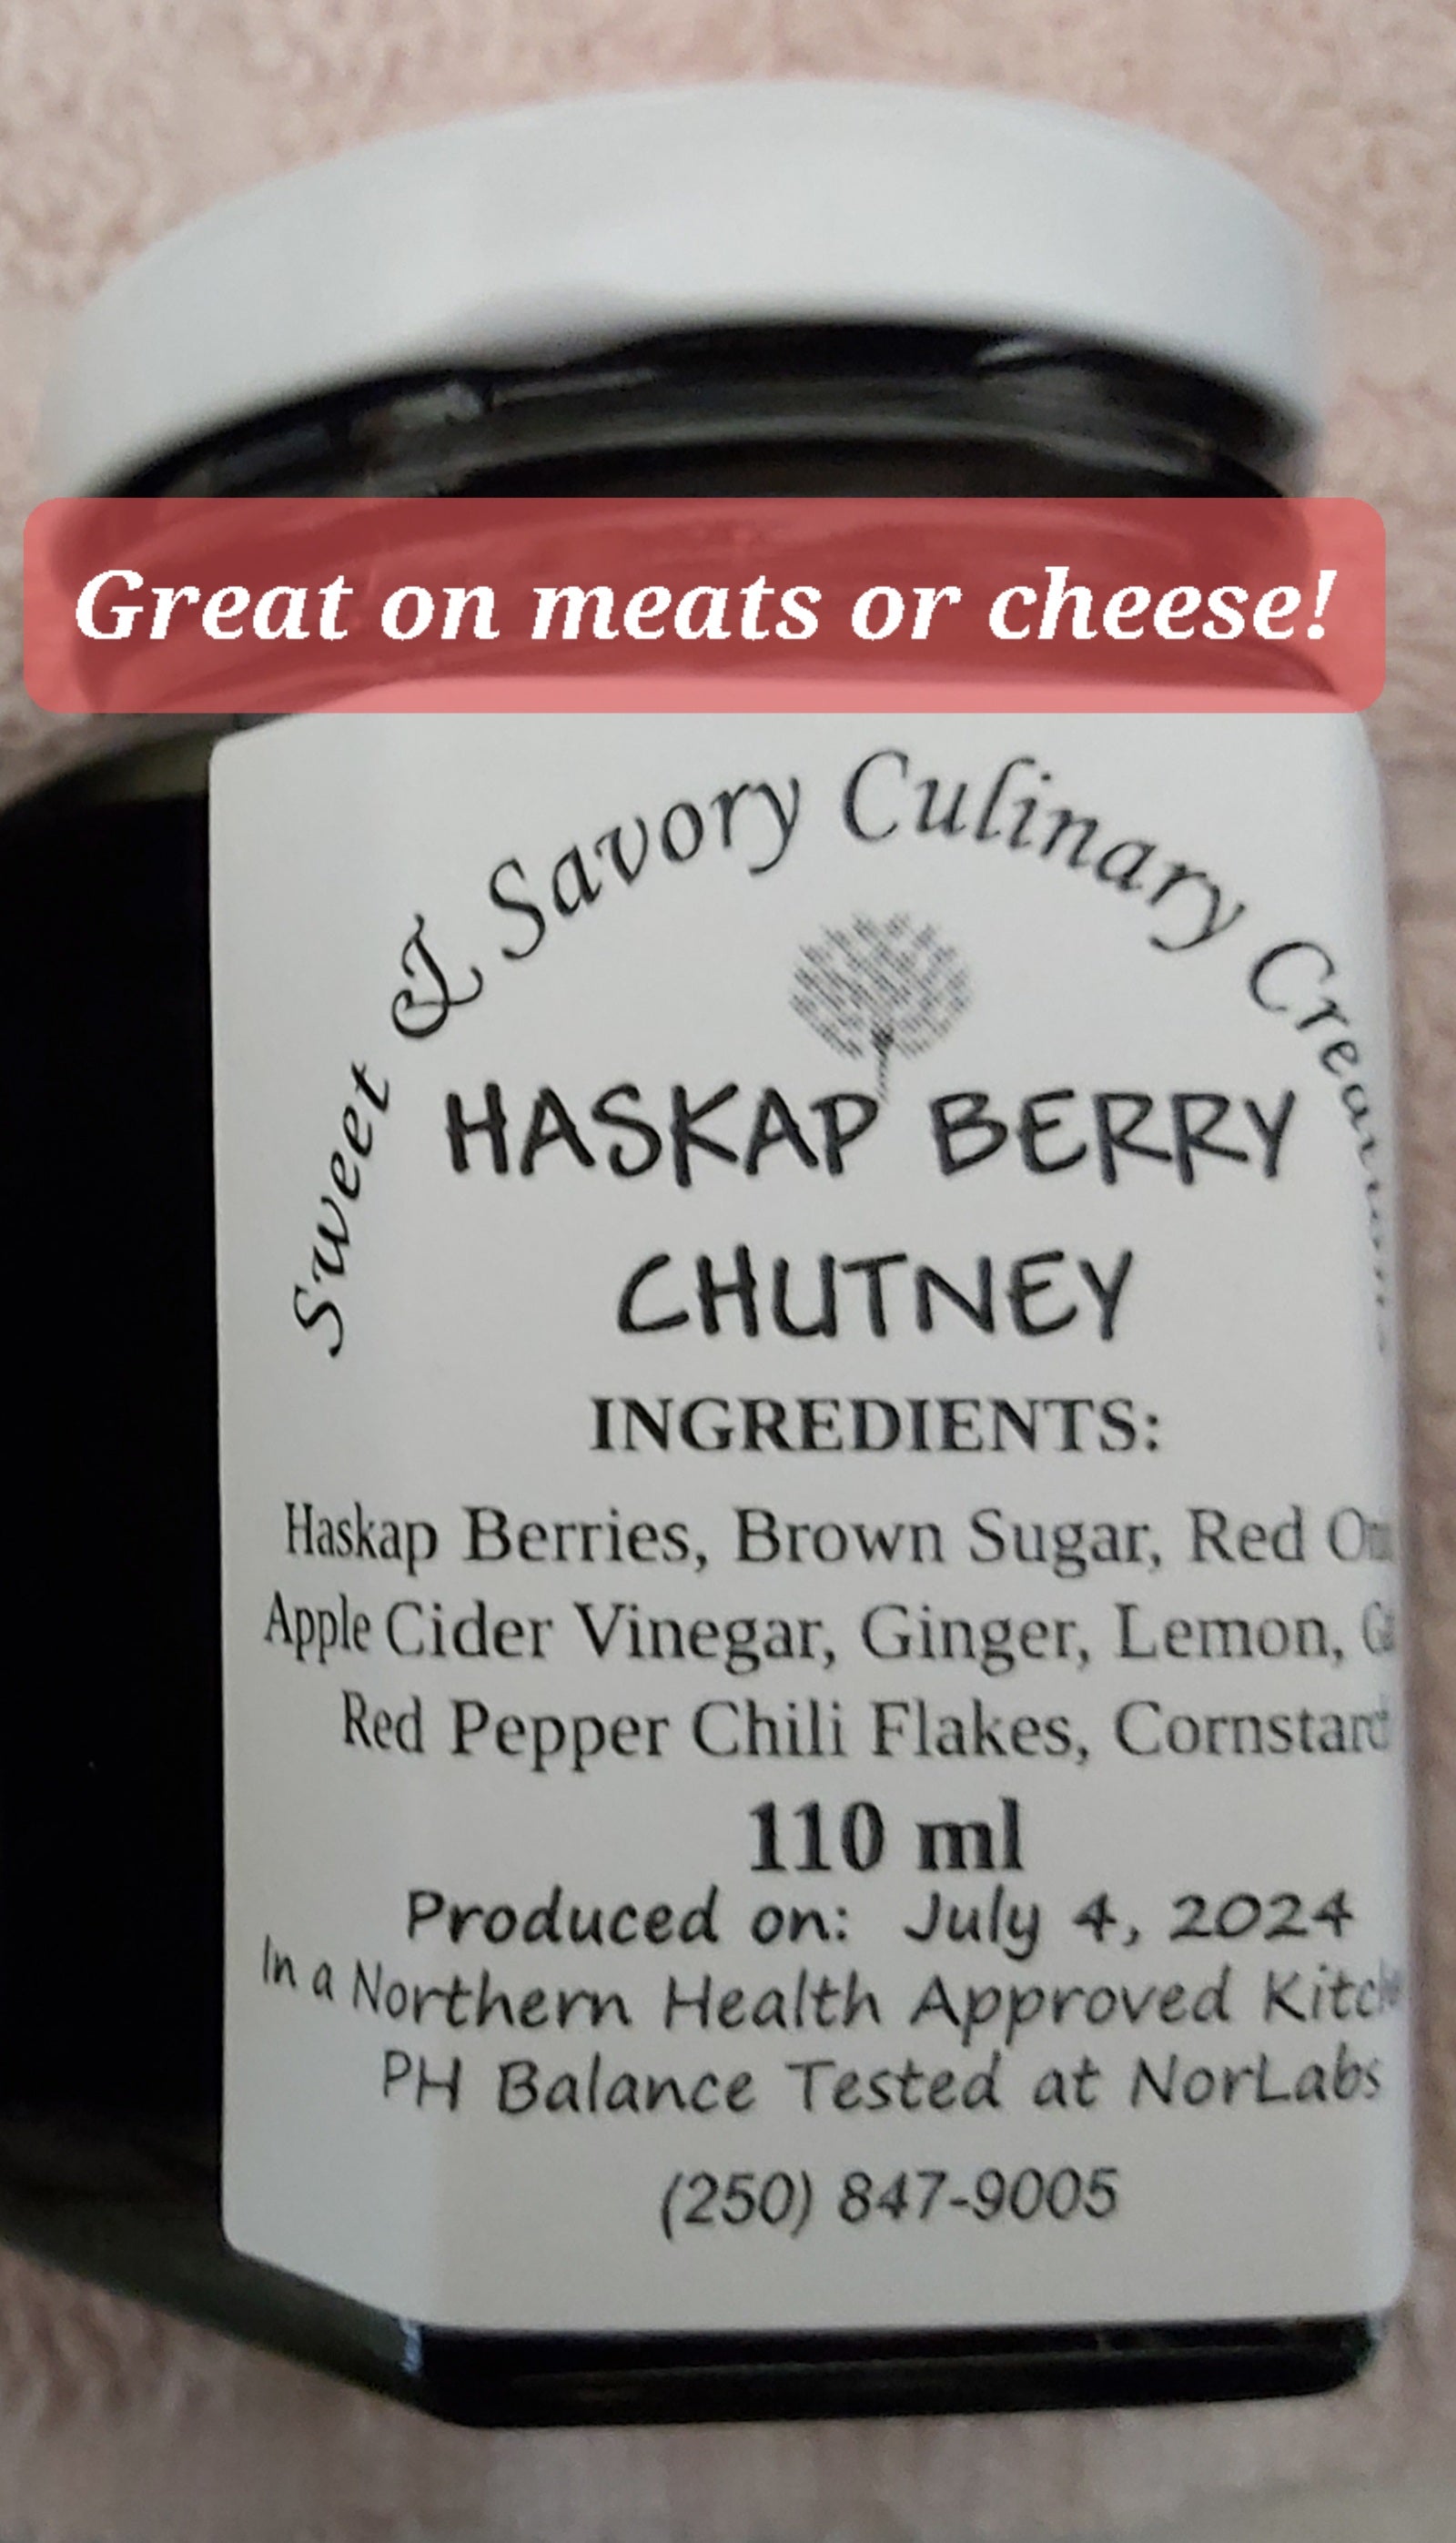 Great on meats or cheese!
Sweet & Savory Culinary Creations
HASKAP BERRY
CHUTNEY
INGREDIENTS:
Haskap Berries, Brown Sugar, Red
Apple Cider Vinegar, Ginger, Lemon,
Red Pepper Chili Flakes,
110 ml
Produced on: July 4, 2024
In a Northern Health Approved
PH Balance Tested at NorLabs
(250) 847-9005